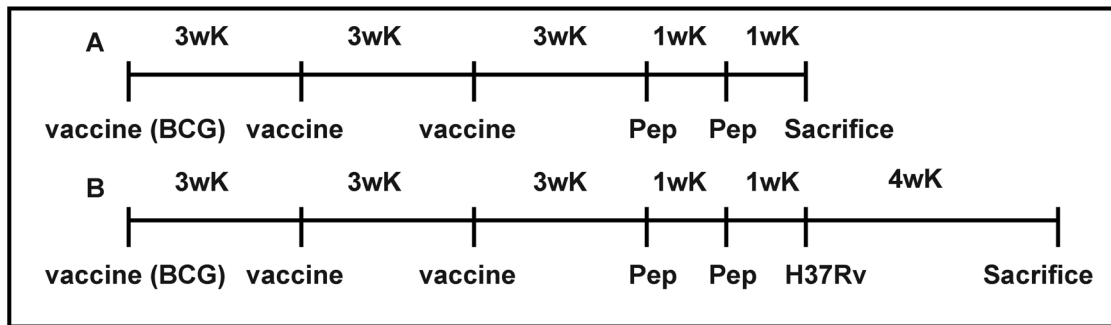 A 3wK 3wK 3wK 1wK 1wK
vaccine (BCG) vaccine vaccine Pep Pep Sacrifice
B 3wK 3wK 3wK 1wK 1wK 4wK
vaccine (BCG) vaccine vaccine Pep Pep H37Rv Sacrifice